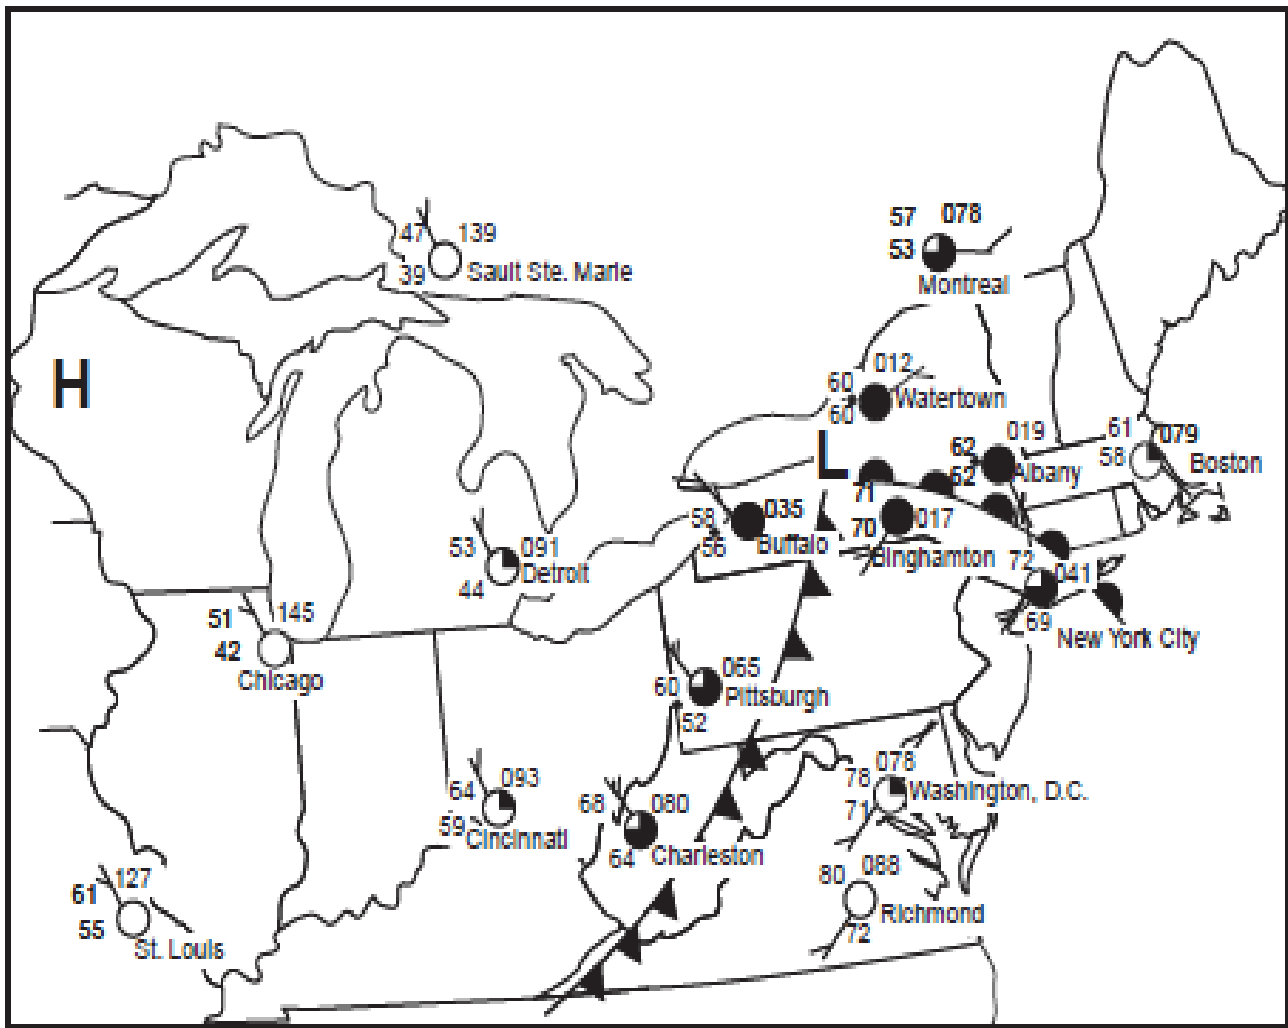 57 078
53
Montreal
47 139
39 Sault Ste. Marie
H
60 012
60 Watertown
L
62 019
62 Albany
61 079
58 Boston
71
70 017
Binghamton
58 035
56 Buffalo
53 091
44 Detroit
72 041
69
New York City
51 145
42
Chicago
60 065
Pittsburgh
52
78 078
71 Washington, D.C.
64 093
59 Cincinnati
68 080
64 Charleston
80 088
72 Richmond
61 127
55
St. Louis